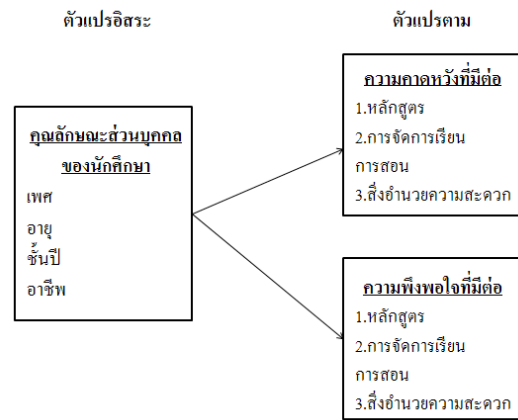 ตัวแปรอิสระ
ตัวแปรตาม
คุณลักษณะส่วนบุคคล
ของนักศึกษา
เพศ
อายุ
ชั้นปี
อาชีพ
ความคาดหวังที่มีต่อ
1.หลักสูตร
2.การจัดการเรียน
การสอน
3.สิ่งอำนวยความสะดวก
ความพึงพอใจที่มีต่อ
1.หลักสูตร
2.การจัดการเรียน
การสอน
3.สิ่งอำนวยความสะดวก